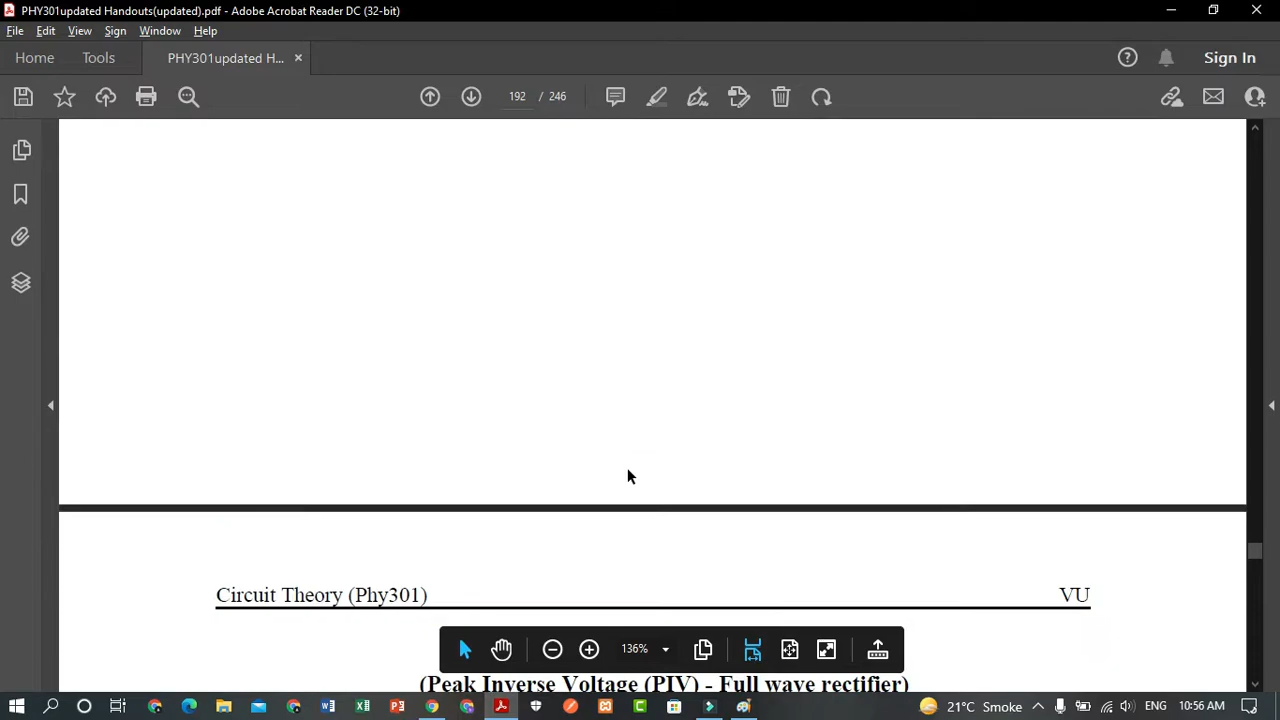 PHY301updated Handouts(updated).pdf - Adobe Acrobat Reader DC (32-bit)
File Edit View Sign Window Help
Home Tools PHY301updated H... × Sign In
192 / 246
Circuit Theory (Phy301) VU
136%
(Peak Inverse Voltage (PIV) - Full wave rectifier)
21°C Smoke 10:56 AM